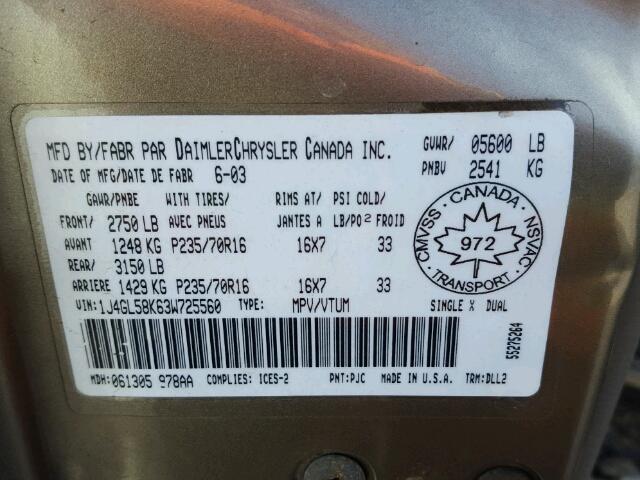 MFD BY/FABR PAR DAIMLERCHRYSLER CANADA INC.
GVWR/ 05600 LB
DATE OF MFG/DATE DE FABR 6-03
PNBV 2541 KG
GAWR/PNBE WITH TIRES/ RIMS AT/ PSI COLD/
FRONT/ 2750 LB AVEC PNEUS JANTES A LB/PO2 FROID
AVANT 1248 KG P235/70R16 16X7 33
REAR/ 3150 LB
ARRIERE 1429 KG P235/70R16 16X7 33
CANADA
CMVSS 972 NSVAC
TRANSPORT
VIN: 1J4GL58K63W725560 TYPE: MPV/VTUM SINGLE X DUAL
55275264
MDH: 061305 978AA COMPLIES: ICES-2 PNT: PJC MADE IN U.S.A. TRM: DLL2